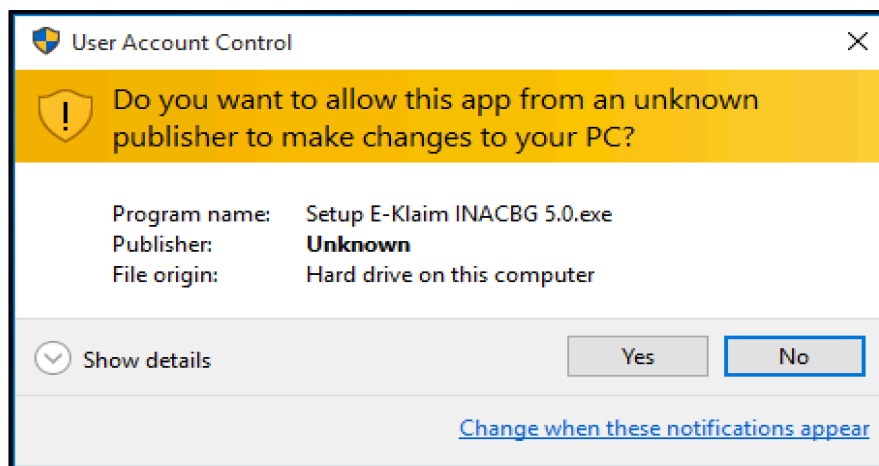 User Account Control
Do you want to allow this app from an unknown
publisher to make changes to your PC?
Program name: Setup E-Klaim INACBG 5.0.exe
Publisher: Unknown
File origin: Hard drive on this computer
Show details Yes No
Change when these notifications appear